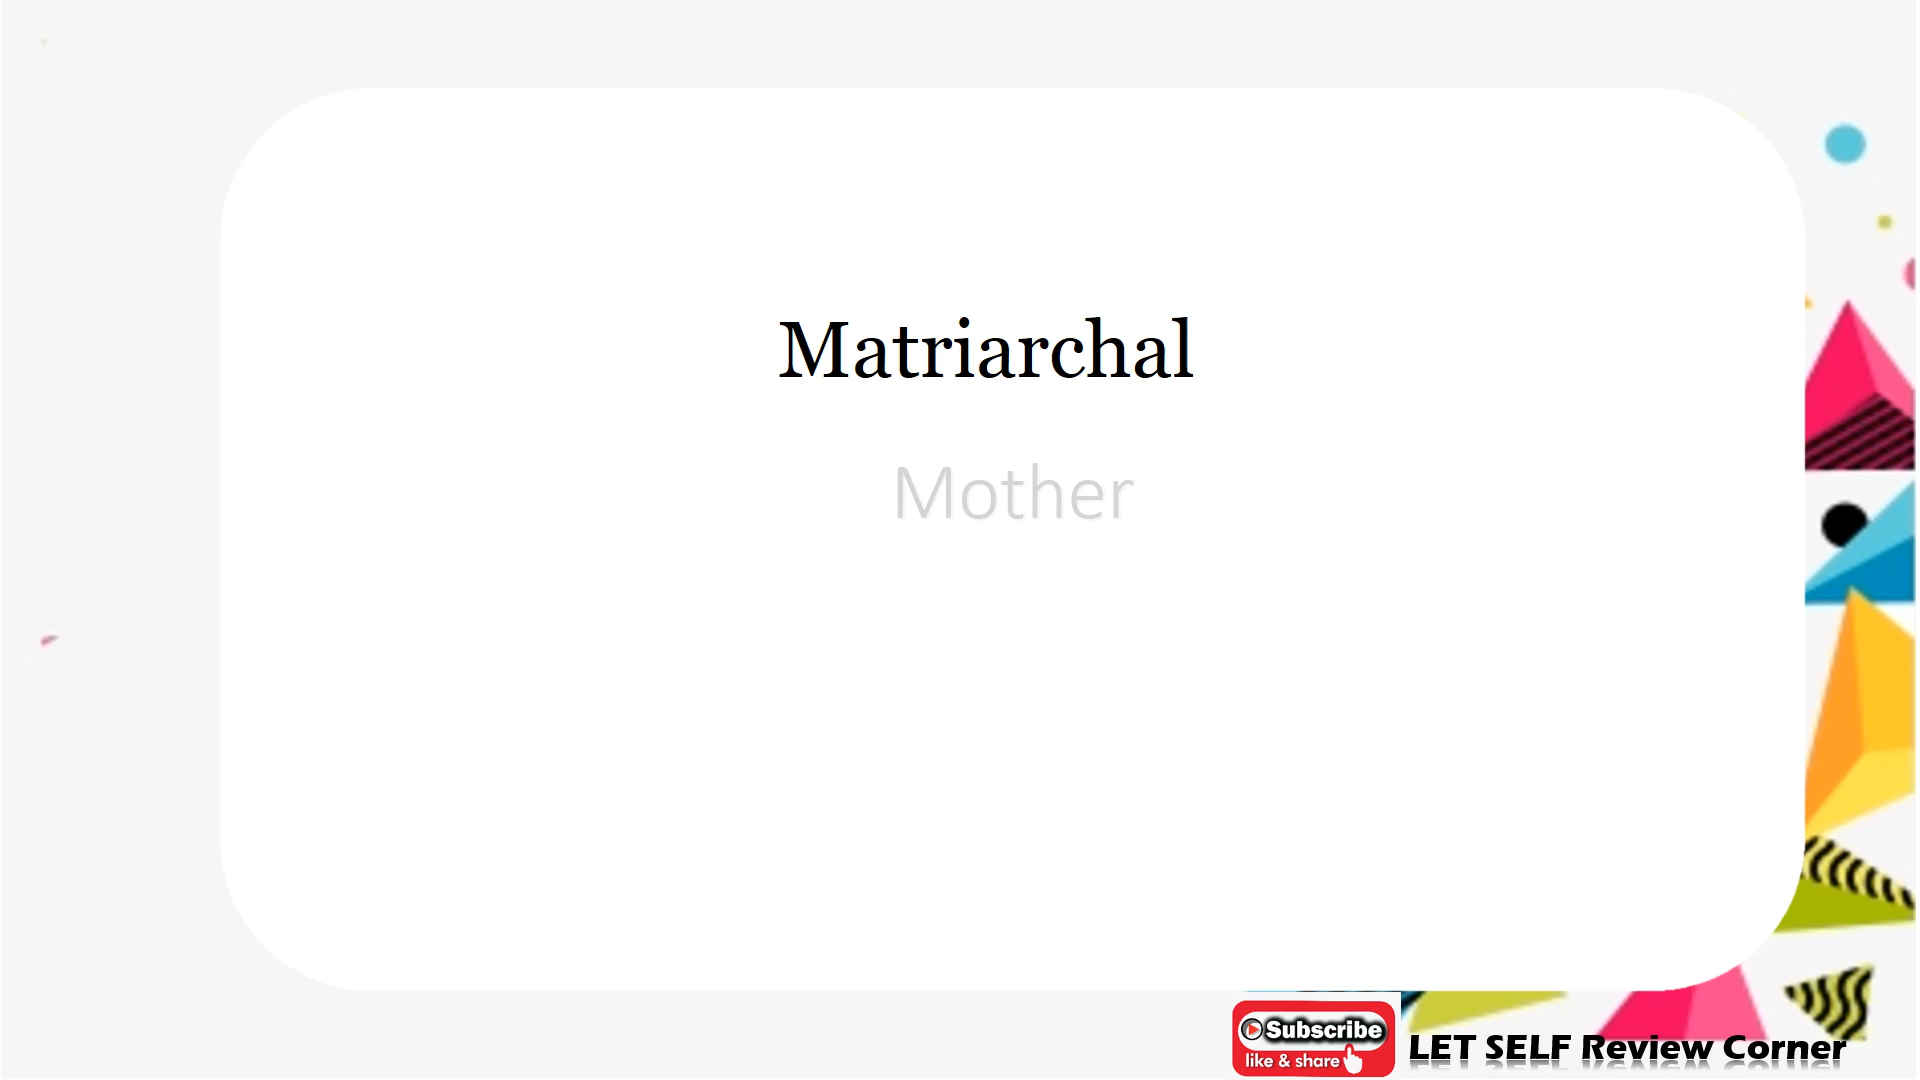 Matriarchal
Mother
Subscribe
like & share
LET SELF Review Corner